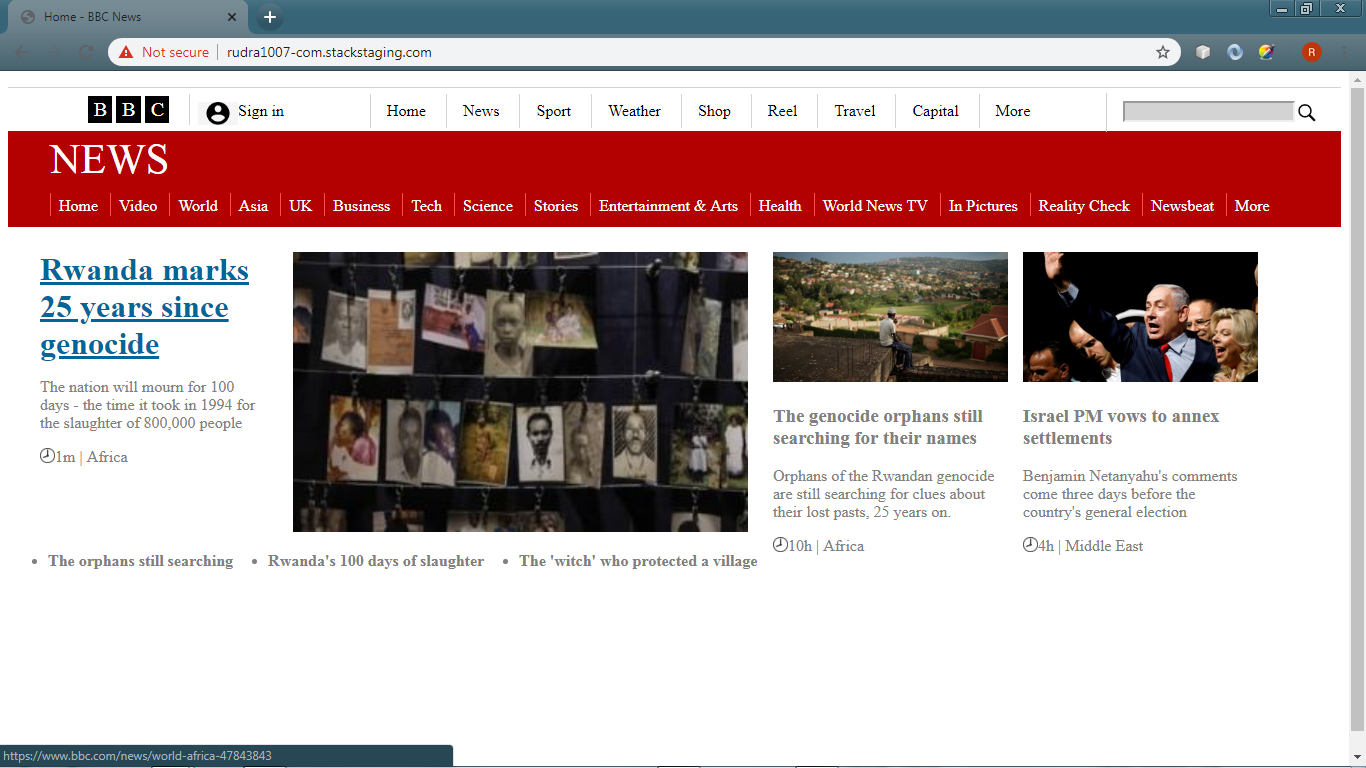 Home - BBC News
Not secure rudra1007-com.stackstaging.com R
BBC Sign in Home News Sport Weather Shop Reel Travel Capital More
NEWS
Home Video World Asia UK Business Tech Science Stories Entertainment & Arts Health World News TV In Pictures Reality Check Newsbeat More
Rwanda marks
25 years since
genocide
The nation will mourn for 100
days - the time it took in 1994 for
the slaughter of 800,000 people
1m | Africa
The orphans still searching
Rwanda's 100 days of slaughter
The 'witch' who protected a village
The genocide orphans still
searching for their names
Orphans of the Rwandan genocide
are still searching for clues about
their lost pasts, 25 years on.
10h | Africa
Israel PM vows to annex
settlements
Benjamin Netanyahu's comments
come three days before the
country's general election
4h | Middle East
https://www.bbc.com/news/world-africa-47843843